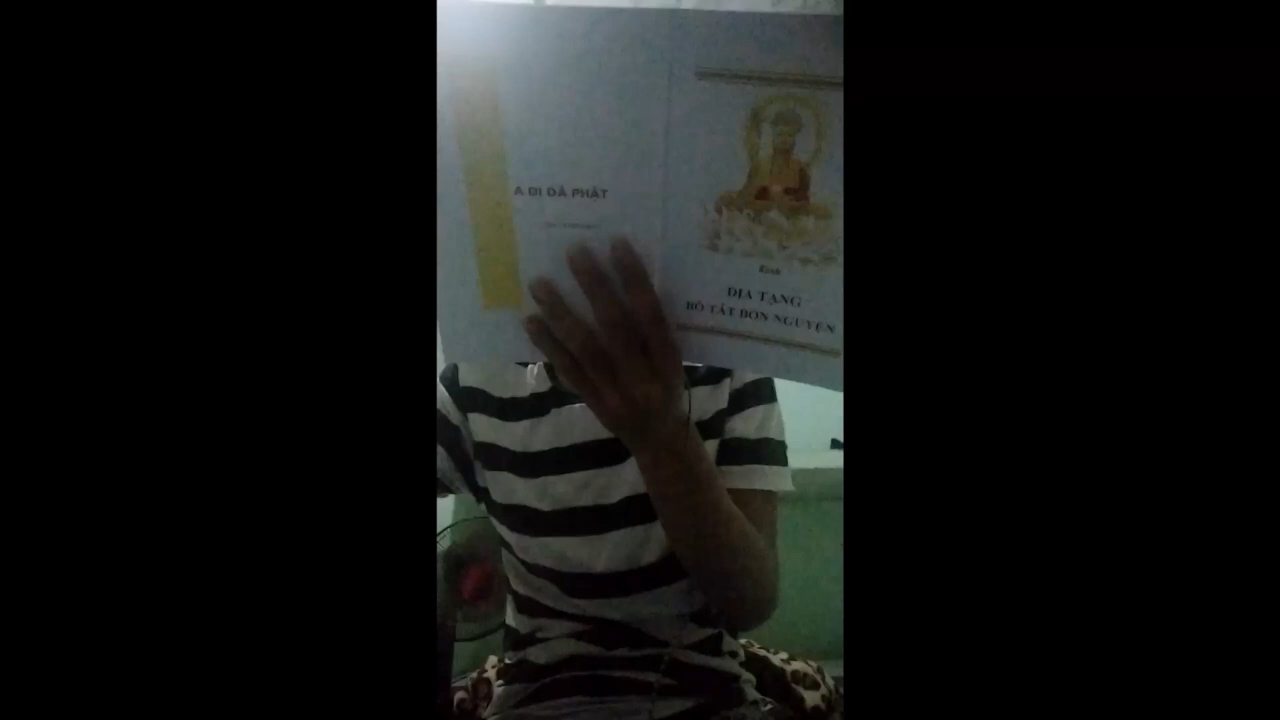 A DI ĐÀ PHẬT
Kinh
ĐỊA TẠNG
BỒ TÁT BỔN NGUYỆN